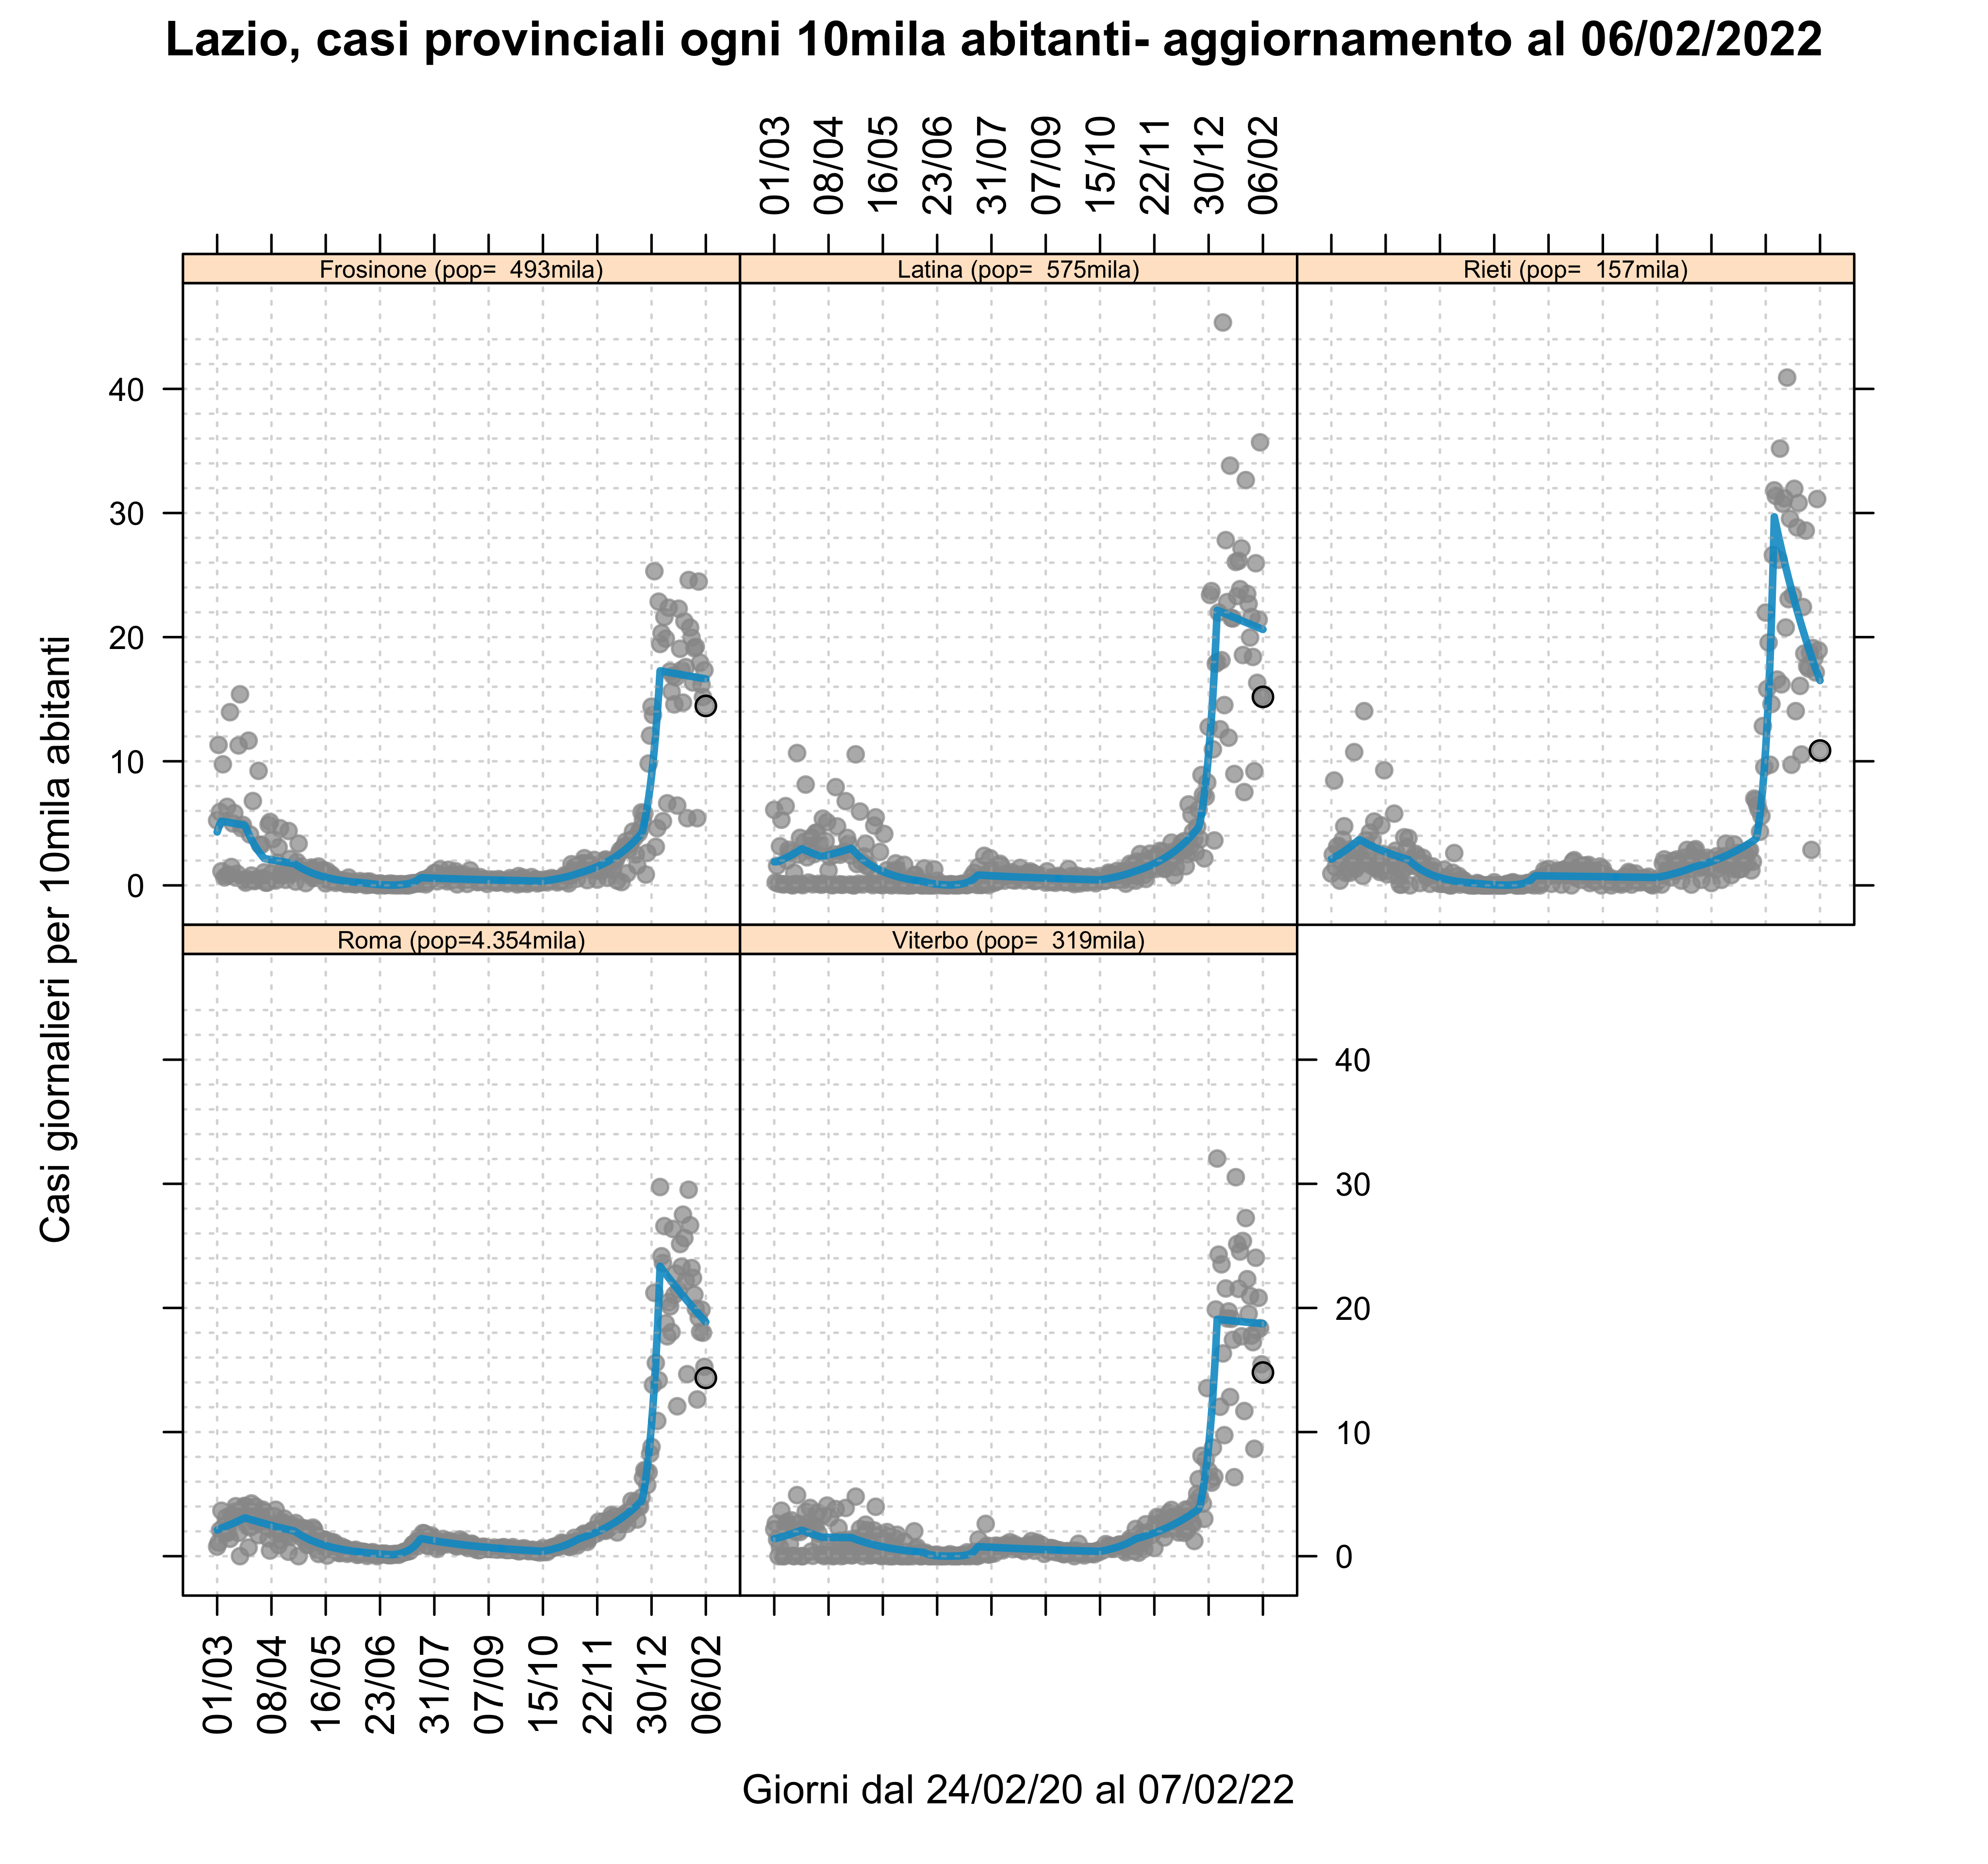 Lazio, casi provinciali ogni 10mila abitanti- aggiornamento al 06/02/2022
01/03 08/04 16/05 23/06 31/07 07/09 15/10 22/11 30/12 06/02
Frosinone (pop=  493mila)
Latina (pop=  575mila)
Rieti (pop=  157mila)
40
30
20
10
0
Casi giornalieri per 10mila abitanti
Roma (pop=4.354mila)
Viterbo (pop=  319mila)
40
30
20
10
0
01/03 08/04 16/05 23/06 31/07 07/09 15/10 22/11 30/12 06/02
Giorni dal 24/02/20 al 07/02/22